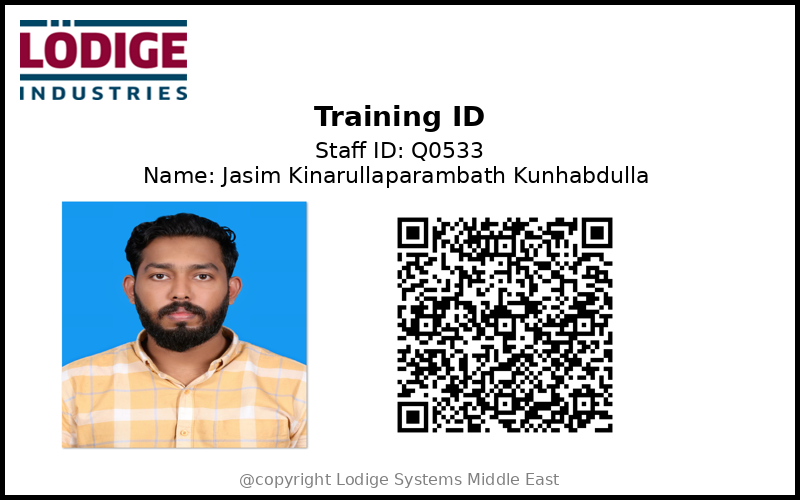 LÖDIGE
INDUSTRIES
Training ID
Staff ID: Q0533
Name: Jasim Kinarullaparambath Kunhabdulla
@copyright Lodige Systems Middle East